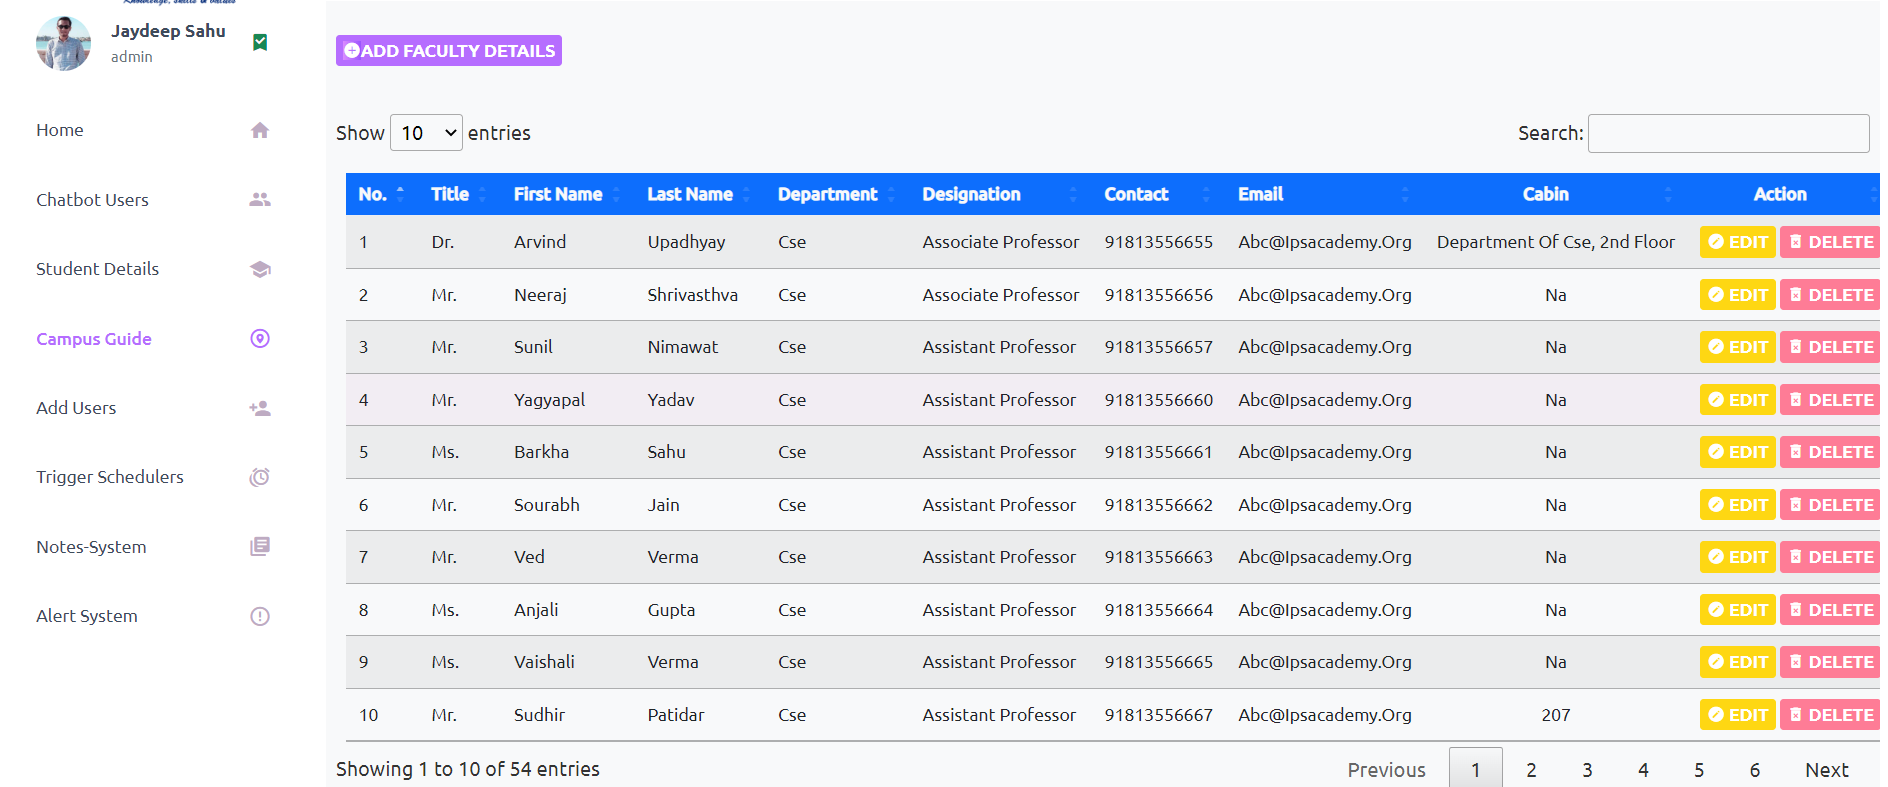 Knowledge, Skills & Values
Jaydeep Sahu
admin
Home
Chatbot Users
Student Details
Campus Guide
Add Users
Trigger Schedulers
Notes-System
Alert System
ADD FACULTY DETAILS
Show 10 entries
Search:
No. Title First Name Last Name Department Designation Contact Email Cabin Action
1 Dr. Arvind Upadhyay Cse Associate Professor 91813556655 Abc@Ipsacademy.Org Department Of Cse, 2nd Floor EDIT DELETE
2 Mr. Neeraj Shrivasthva Cse Associate Professor 91813556656 Abc@Ipsacademy.Org Na EDIT DELETE
3 Mr. Sunil Nimawat Cse Assistant Professor 91813556657 Abc@Ipsacademy.Org Na EDIT DELETE
4 Mr. Yagyapal Yadav Cse Assistant Professor 91813556660 Abc@Ipsacademy.Org Na EDIT DELETE
5 Ms. Barkha Sahu Cse Assistant Professor 91813556661 Abc@Ipsacademy.Org Na EDIT DELETE
6 Mr. Sourabh Jain Cse Assistant Professor 91813556662 Abc@Ipsacademy.Org Na EDIT DELETE
7 Mr. Ved Verma Cse Assistant Professor 91813556663 Abc@Ipsacademy.Org Na EDIT DELETE
8 Ms. Anjali Gupta Cse Assistant Professor 91813556664 Abc@Ipsacademy.Org Na EDIT DELETE
9 Ms. Vaishali Verma Cse Assistant Professor 91813556665 Abc@Ipsacademy.Org Na EDIT DELETE
10 Mr. Sudhir Patidar Cse Assistant Professor 91813556667 Abc@Ipsacademy.Org 207 EDIT DELETE
Showing 1 to 10 of 54 entries
Previous 1 2 3 4 5 6 Next